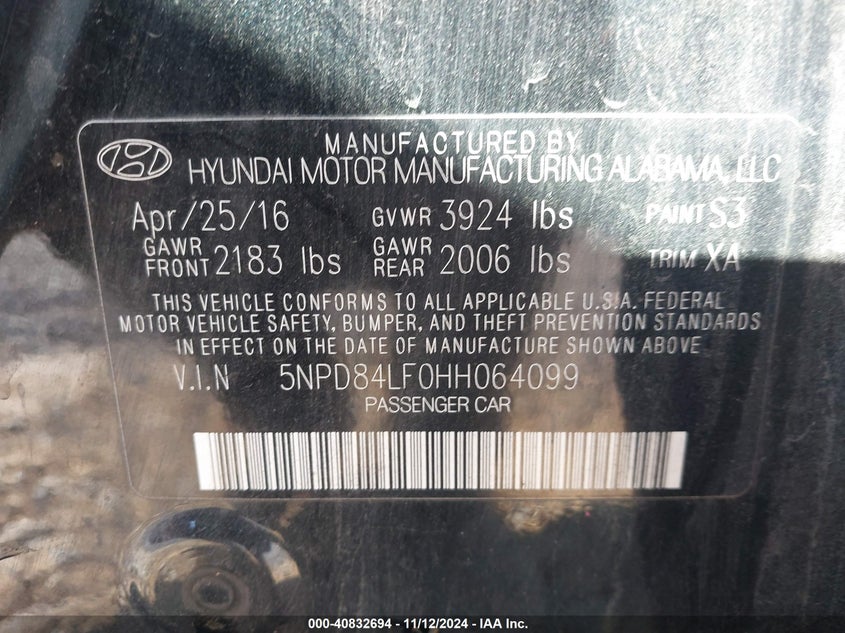 MANUFACTURED BY
HYUNDAI MOTOR MANUFACTURING ALABAMA, LLC
Apr/25/16 GVWR 3924 lbs PAINT S3
GAWR FRONT 2183 lbs GAWR REAR 2006 lbs TRIM XA
THIS VEHICLE CONFORMS TO ALL APPLICABLE U.S.A. FEDERAL
MOTOR VEHICLE SAFETY, BUMPER, AND THEFT PREVENTION STANDARDS
IN EFFECT ON THE DATE OF MANUFACTURE SHOWN ABOVE
V.I.N 5NPD84LF0HH064099
PASSENGER CAR
000-40832694 - 11/12/2024 - IAA Inc.